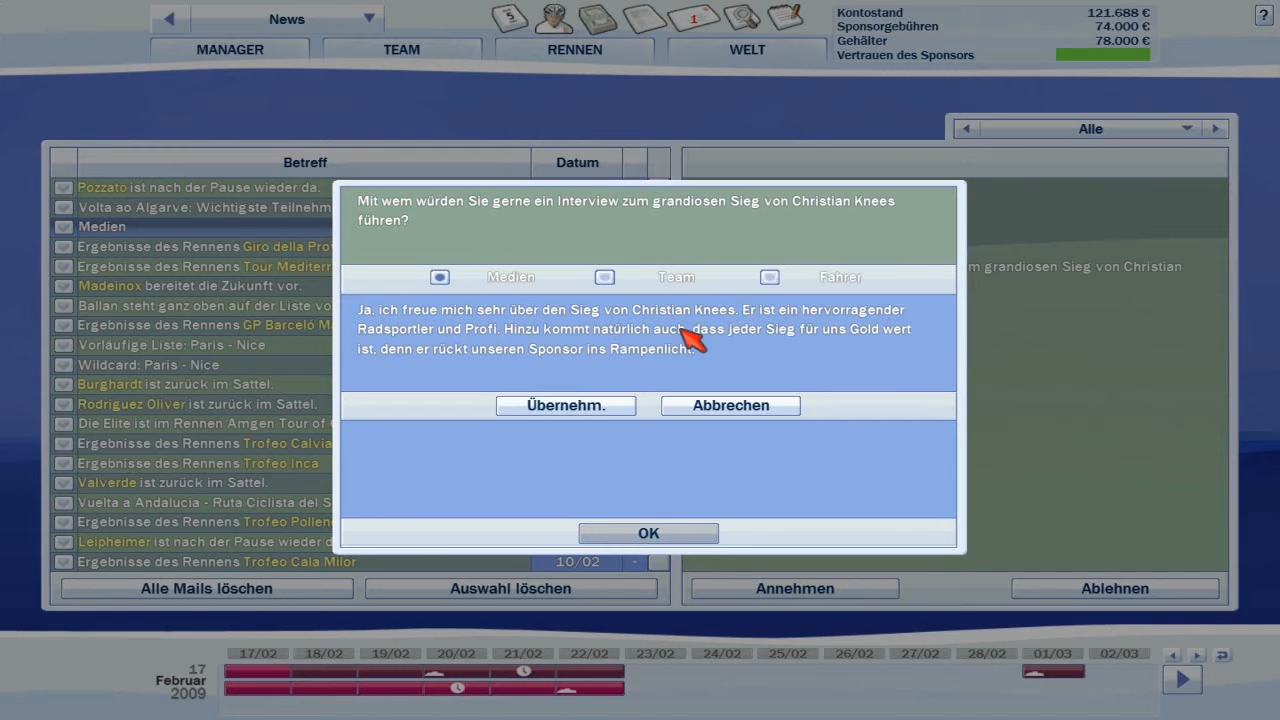 News
5
1
?
MANAGER
TEAM
RENNEN
WELT
Kontostand 121.688 €
Sponsorgebühren 74.000 €
Gehälter 78.000 €
Vertrauen des Sponsors
Alle
Betreff Datum
Pozzato ist nach der Pause wieder da.
Volta ao Algarve: Wichtigste Teilnehm
Medien
Ergebnisse des Rennens Giro della Pro
Ergebnisse des Rennens Tour Mediterr
Madeinox bereitet die Zukunft vor.
Ballan steht ganz oben auf der Liste vo
Ergebnisse des Rennens GP Barceló M
Vorläufige Liste: Paris - Nice
Wildcard: Paris - Nice
Burghardt ist zurück im Sattel.
Rodriguez Oliver ist zurück im Sattel.
Die Elite ist im Rennen Amgen Tour of
Ergebnisse des Rennens Trofeo Calvia
Ergebnisse des Rennens Trofeo Inca
Valverde ist zurück im Sattel.
Vuelta a Andalucia - Ruta Ciclista del S
Ergebnisse des Rennens Trofeo Pollen
Leipheimer ist nach der Pause wieder d
Ergebnisse des Rennens Trofeo Cala Milor 10/02 -
m grandiosen Sieg von Christian
Mit wem würden Sie gerne ein Interview zum grandiosen Sieg von Christian Knees
führen?
Medien Team Fahrer
Ja, ich freue mich sehr über den Sieg von Christian Knees. Er ist ein hervorragender
Radsportler und Profi. Hinzu kommt natürlich auch, dass jeder Sieg für uns Gold wert
ist, denn er rückt unseren Sponsor ins Rampenlicht.
Übernehm. Abbrechen
OK
Alle Mails löschen Auswahl löschen Annehmen Ablehnen
17/02 18/02 19/02 20/02 21/02 22/02 23/02 24/02 25/02 26/02 27/02 28/02 01/03 02/03
17
Februar
2009